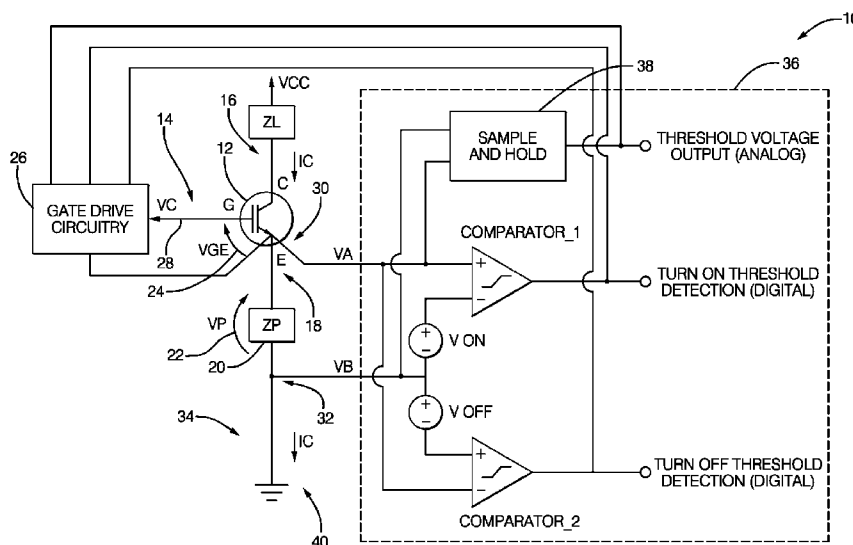 10
36
38
VCC
16
ZL
SAMPLE
AND HOLD
THRESHOLD VOLTAGE
OUTPUT (ANALOG)
14
12
IC
26
C
30
GATE DRIVE
CIRCUITRY
VC
G
28
VGE
E
24
VA
COMPARATOR_1
+
−
TURN ON THRESHOLD
DETECTION (DIGITAL)
18
VP
ZP
22
20
+
−
V ON
VB
32
34
+
−
V OFF
IC
+
−
TURN OFF THRESHOLD
DETECTION (DIGITAL)
COMPARATOR_2
40